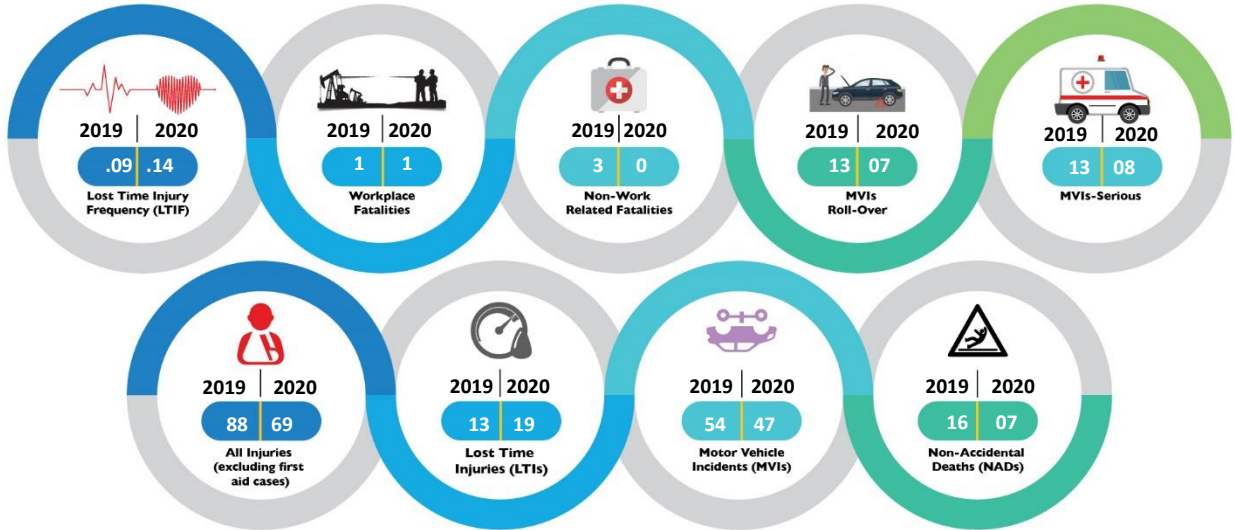 2019 2020
.09 .14
Lost Time Injury
Frequency (LTIF)
2019 2020
1 1
Workplace
Fatalities
2019 2020
3 0
Non-Work
Related Fatalities
2019 2020
13 07
MVIs
Roll-Over
2019 2020
13 08
MVIs-Serious
2019 2020
88 69
All Injuries
(excluding first
aid cases)
2019 2020
13 19
Lost Time
Injuries (LTIs)
2019 2020
54 47
Motor Vehicle
Incidents (MVIs)
2019 2020
16 07
Non-Accidental
Deaths (NADs)